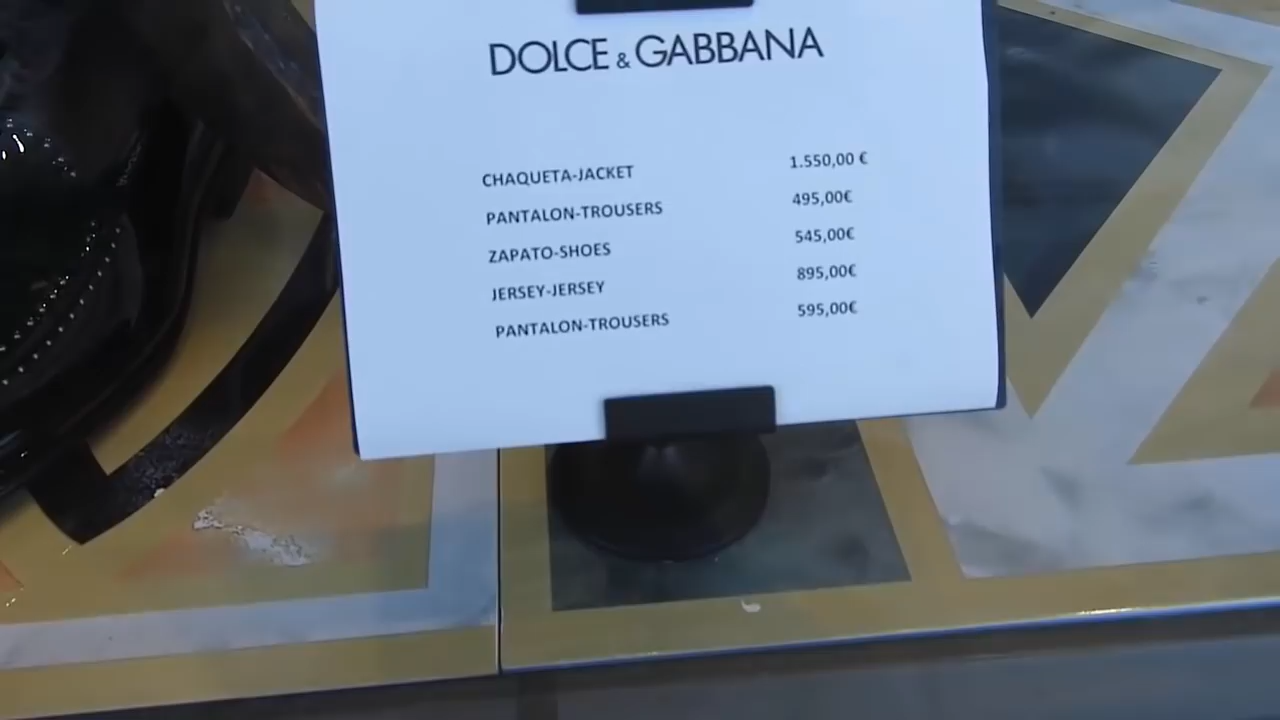 DOLCE & GABBANA
CHAQUETA-JACKET 1.550,00 €
PANTALON-TROUSERS 495,00€
ZAPATO-SHOES 545,00€
JERSEY-JERSEY 895,00€
PANTALON-TROUSERS 595,00€